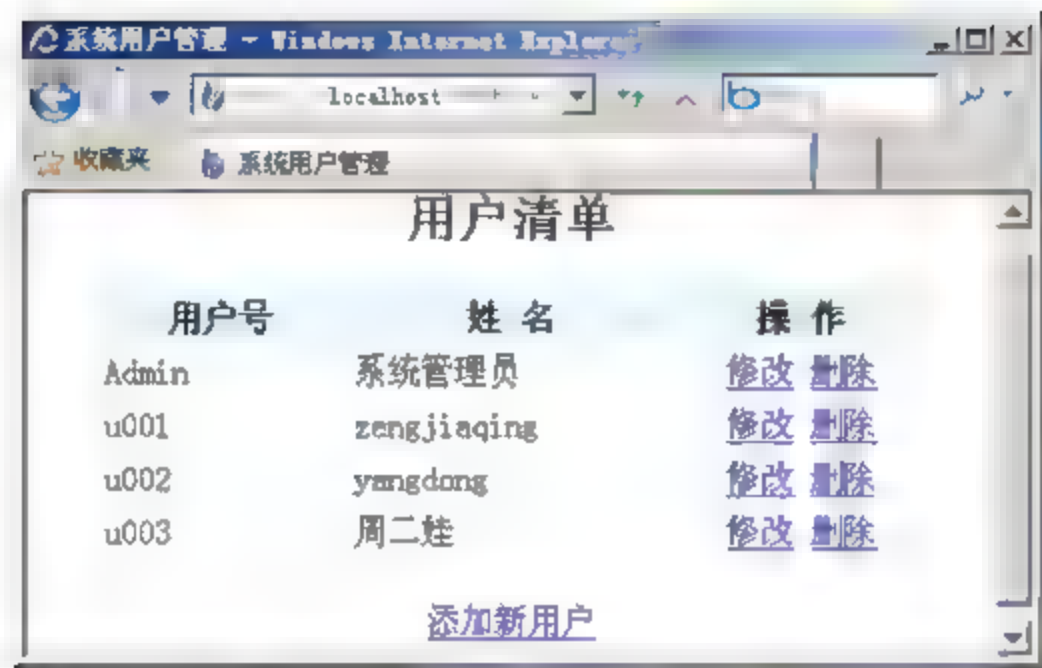 系统用户管理 - Windows Internet Explorer
localhost
收藏夹 系统用户管理
用户清单
用户号 姓 名 操 作
Admin 系统管理员 修改 删除
u001 zengjiaqing 修改 删除
u002 yangdong 修改 删除
u003 周二娃 修改 删除
添加新用户